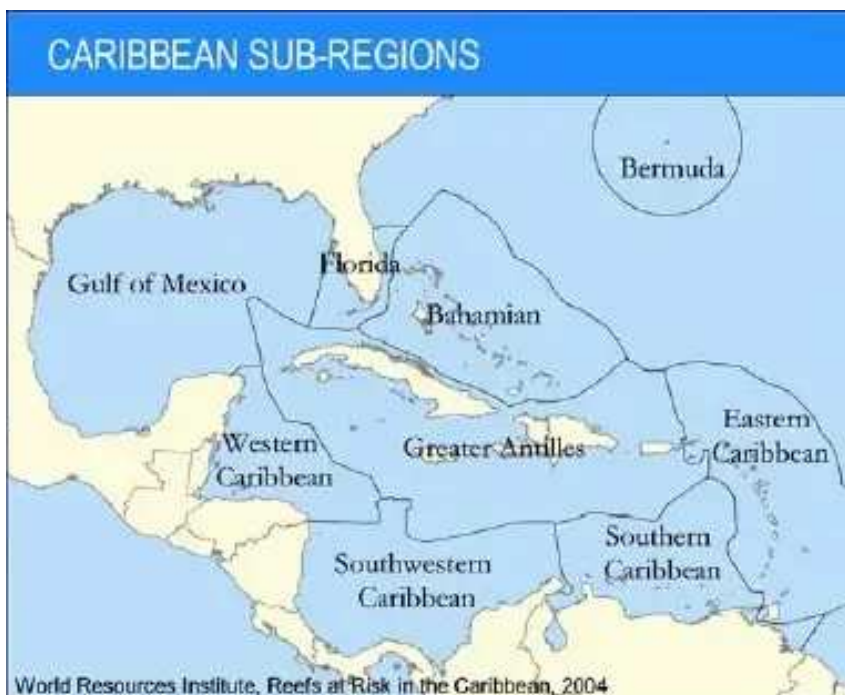 CARIBBEAN SUB-REGIONS
Bermuda
Florida
Gulf of Mexico
Bahamian
Eastern
Caribbean
Western
Caribbean
Greater Antilles
Southern
Caribbean
Southwestern
Caribbean
World Resources Institute, Reefs at Risk in the Caribbean, 2004